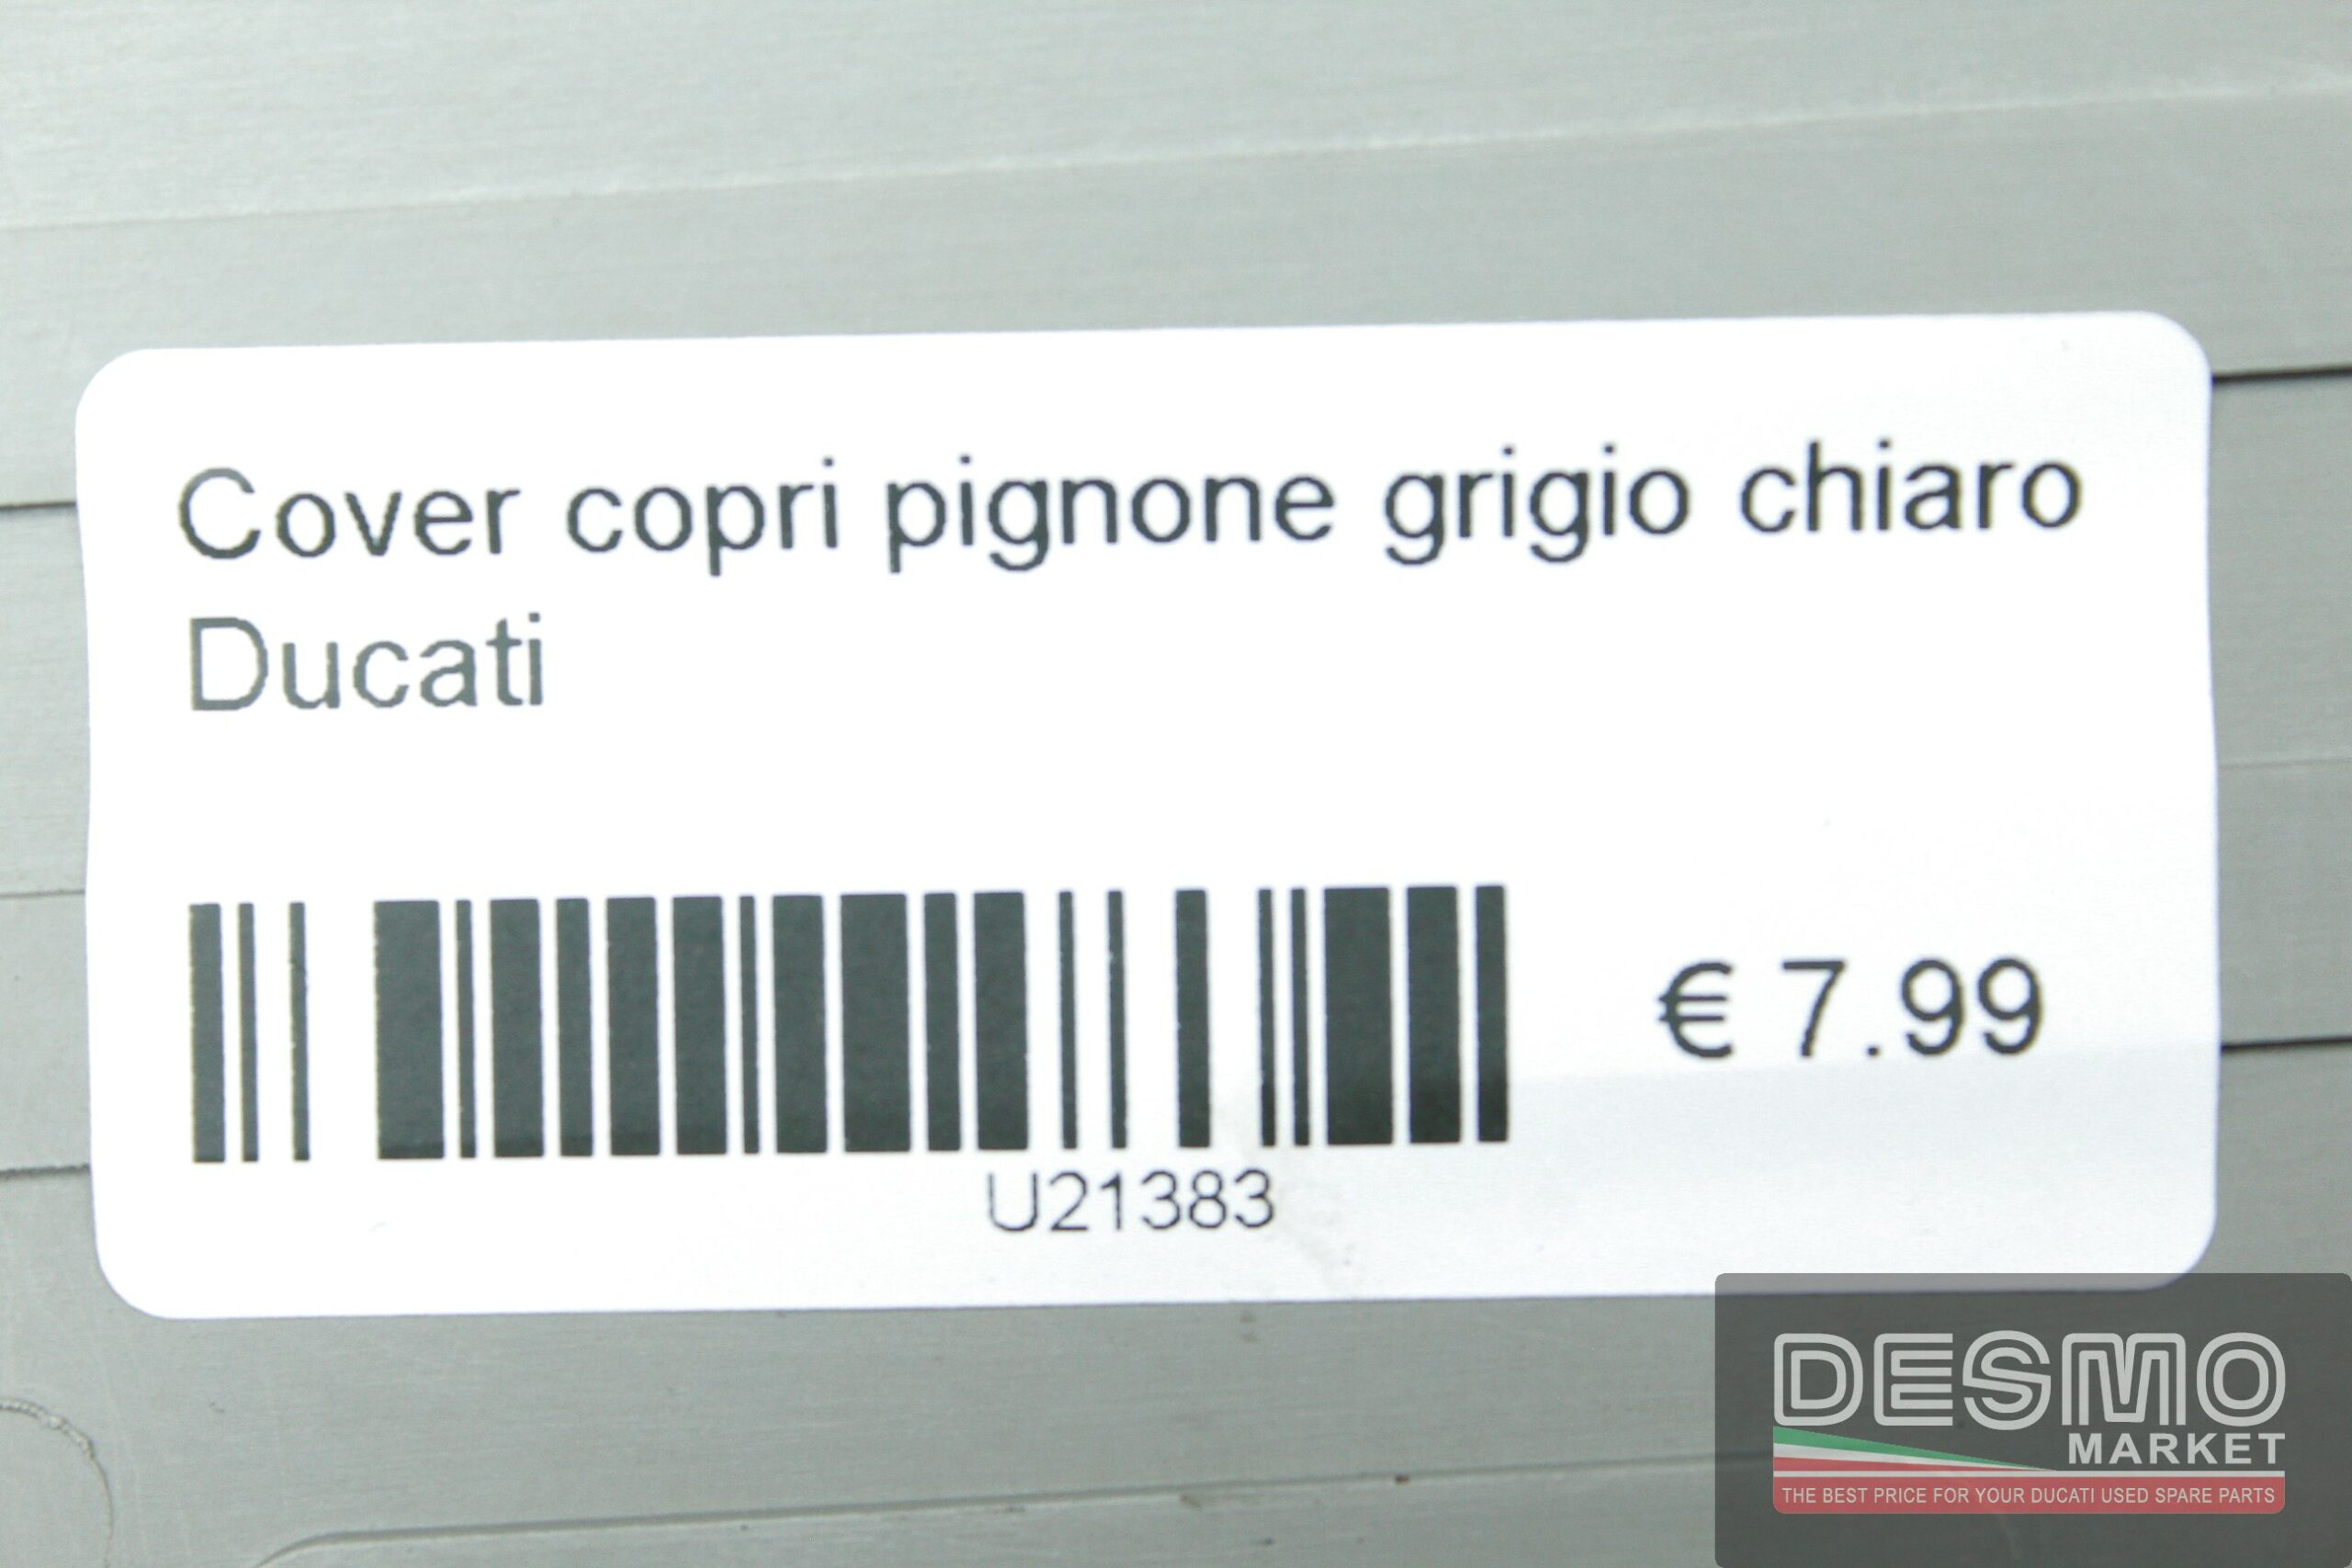 Cover copri pignone grigio chiaro
Ducati
€ 7.99
U21383
DESMO
MARKET
THE BEST PRICE FOR YOUR DUCATI USED SPARE PARTS